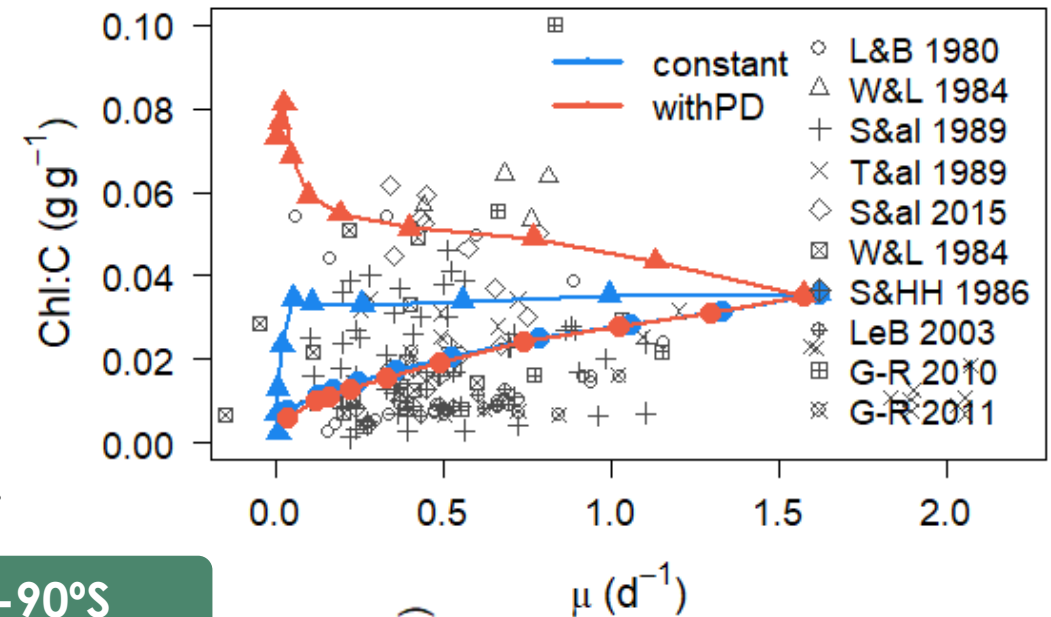 0.10
0.08
0.06
0.04
0.02
0.00
Chl:C (g g⁻¹)
constant
withPD
L&B 1980
W&L 1984
S&al 1989
T&al 1989
S&al 2015
W&L 1984
S&HH 1986
LeB 2003
G-R 2010
G-R 2011
0.0 0.5 1.0 1.5 2.0
μ (d⁻¹)
-90ºS